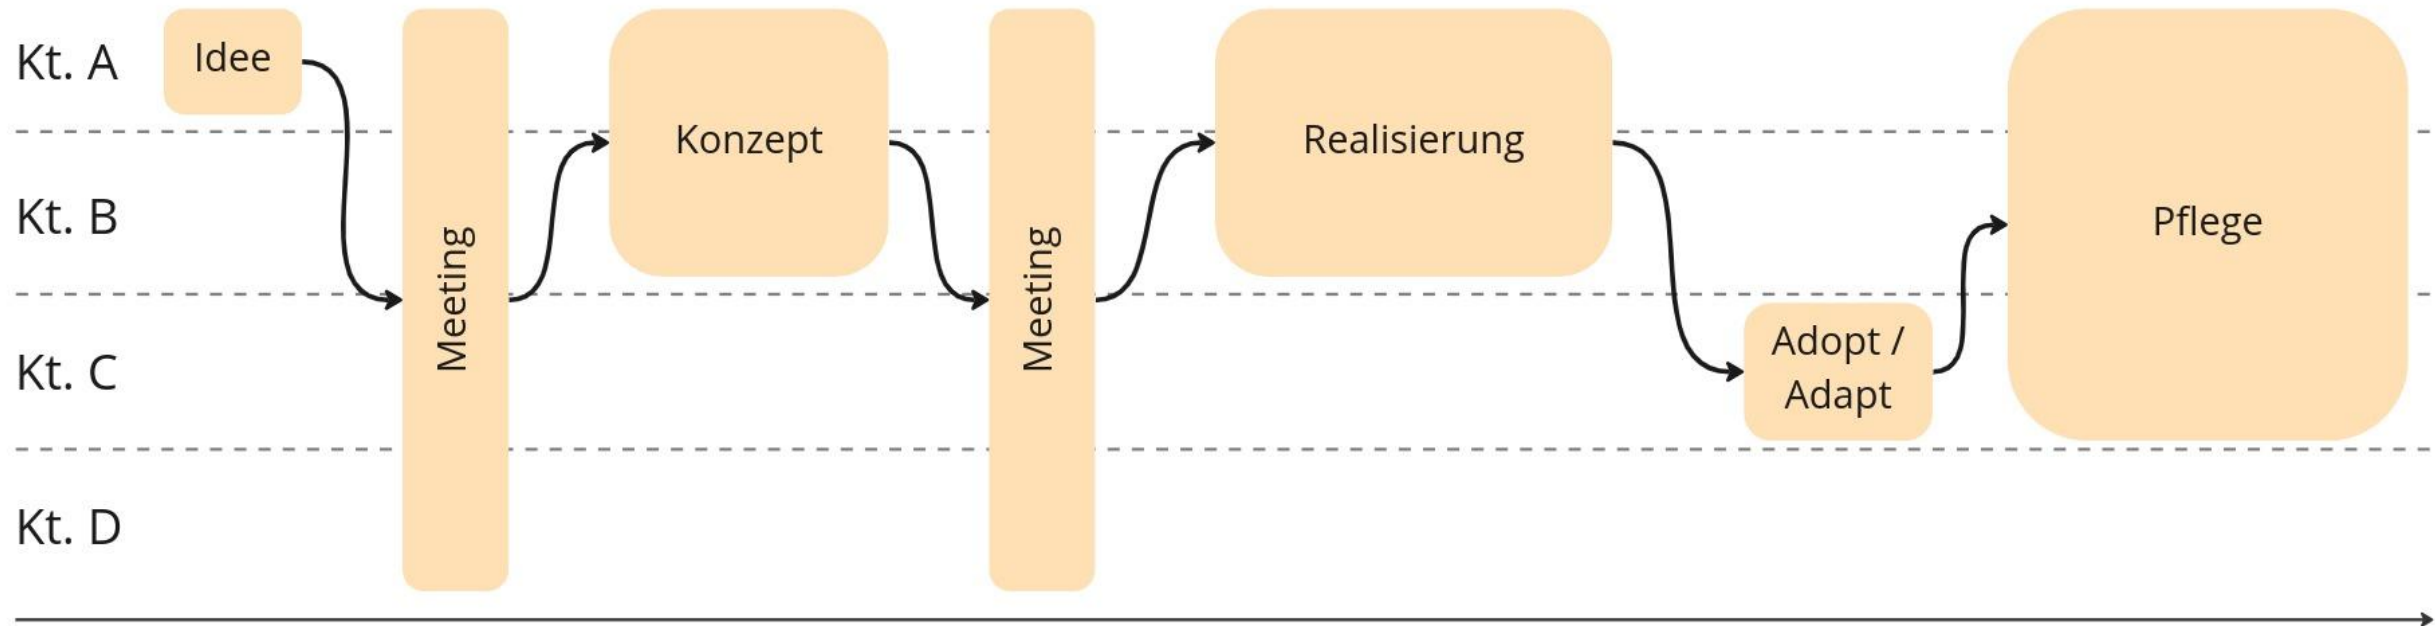 Kt. A
Idee
Meeting
Konzept
Meeting
Realisierung
Pflege
Kt. B
Kt. C
Adopt /
Adapt
Kt. D